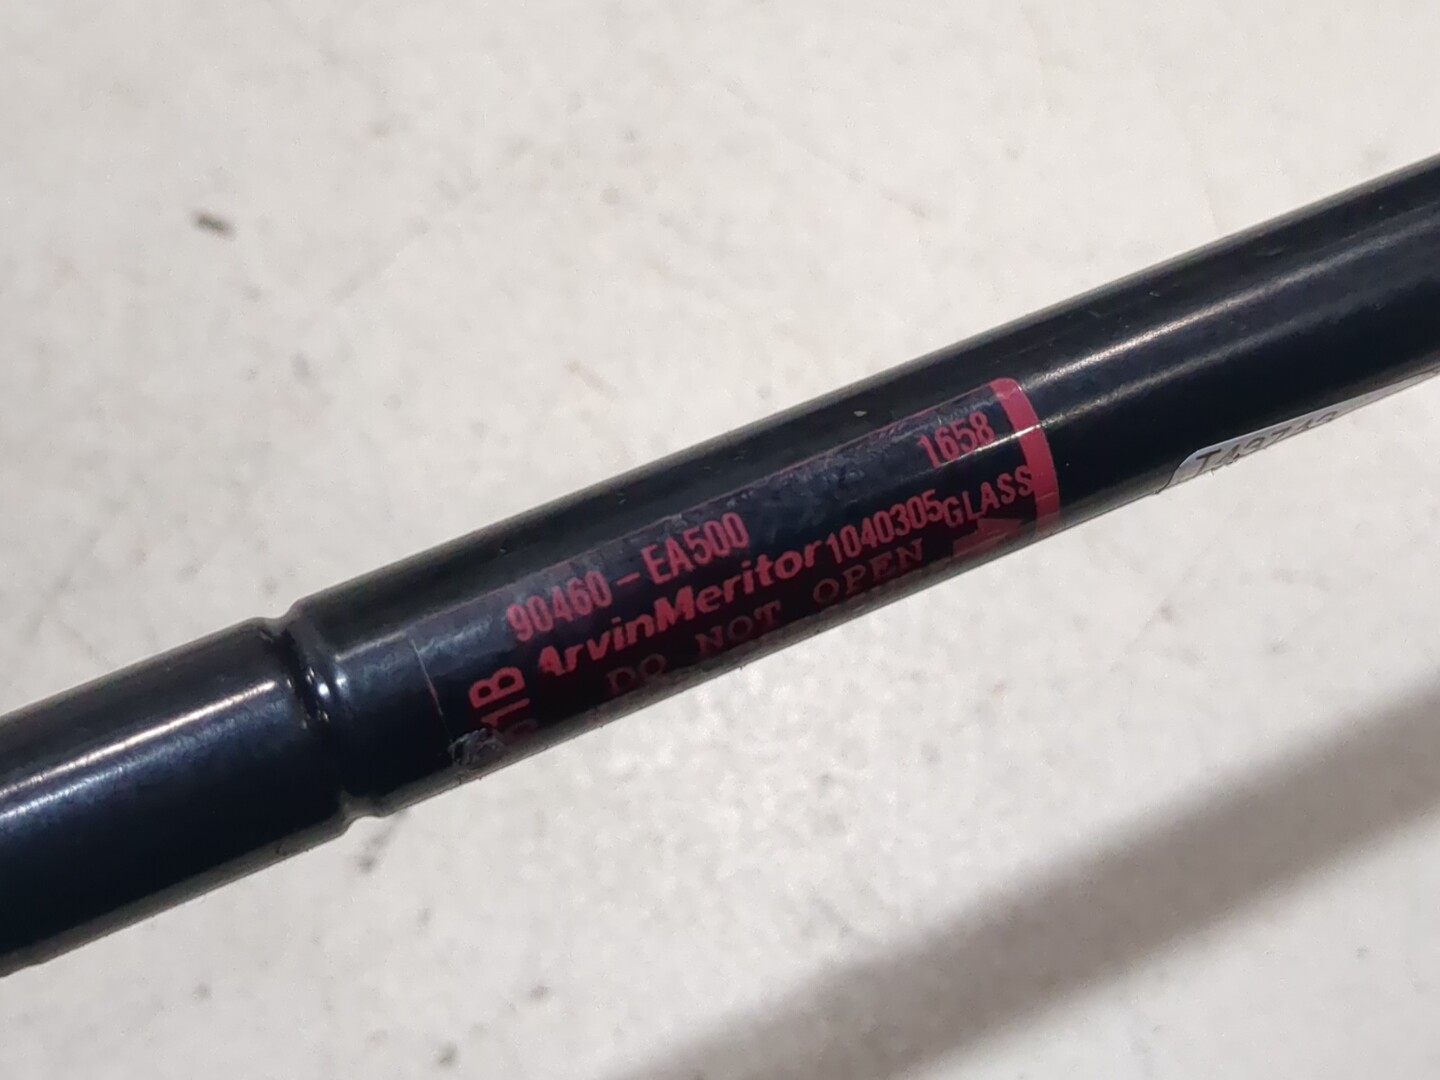 1658
90460-EA500
ArvinMeritor 1040305 GLASS
DO NOT OPEN